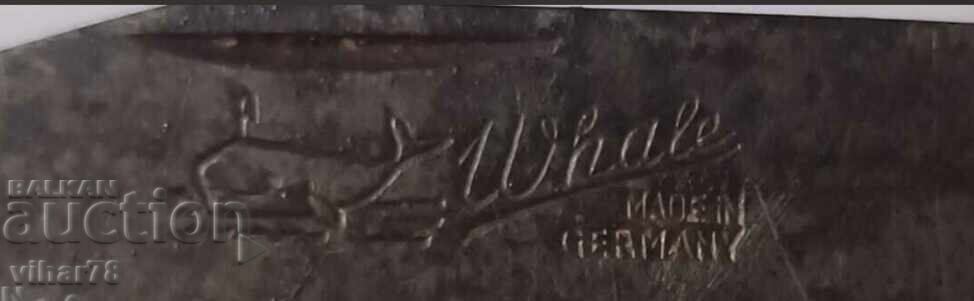 Whale
MADE IN
GERMANY
BALKAN
auction
vihar78